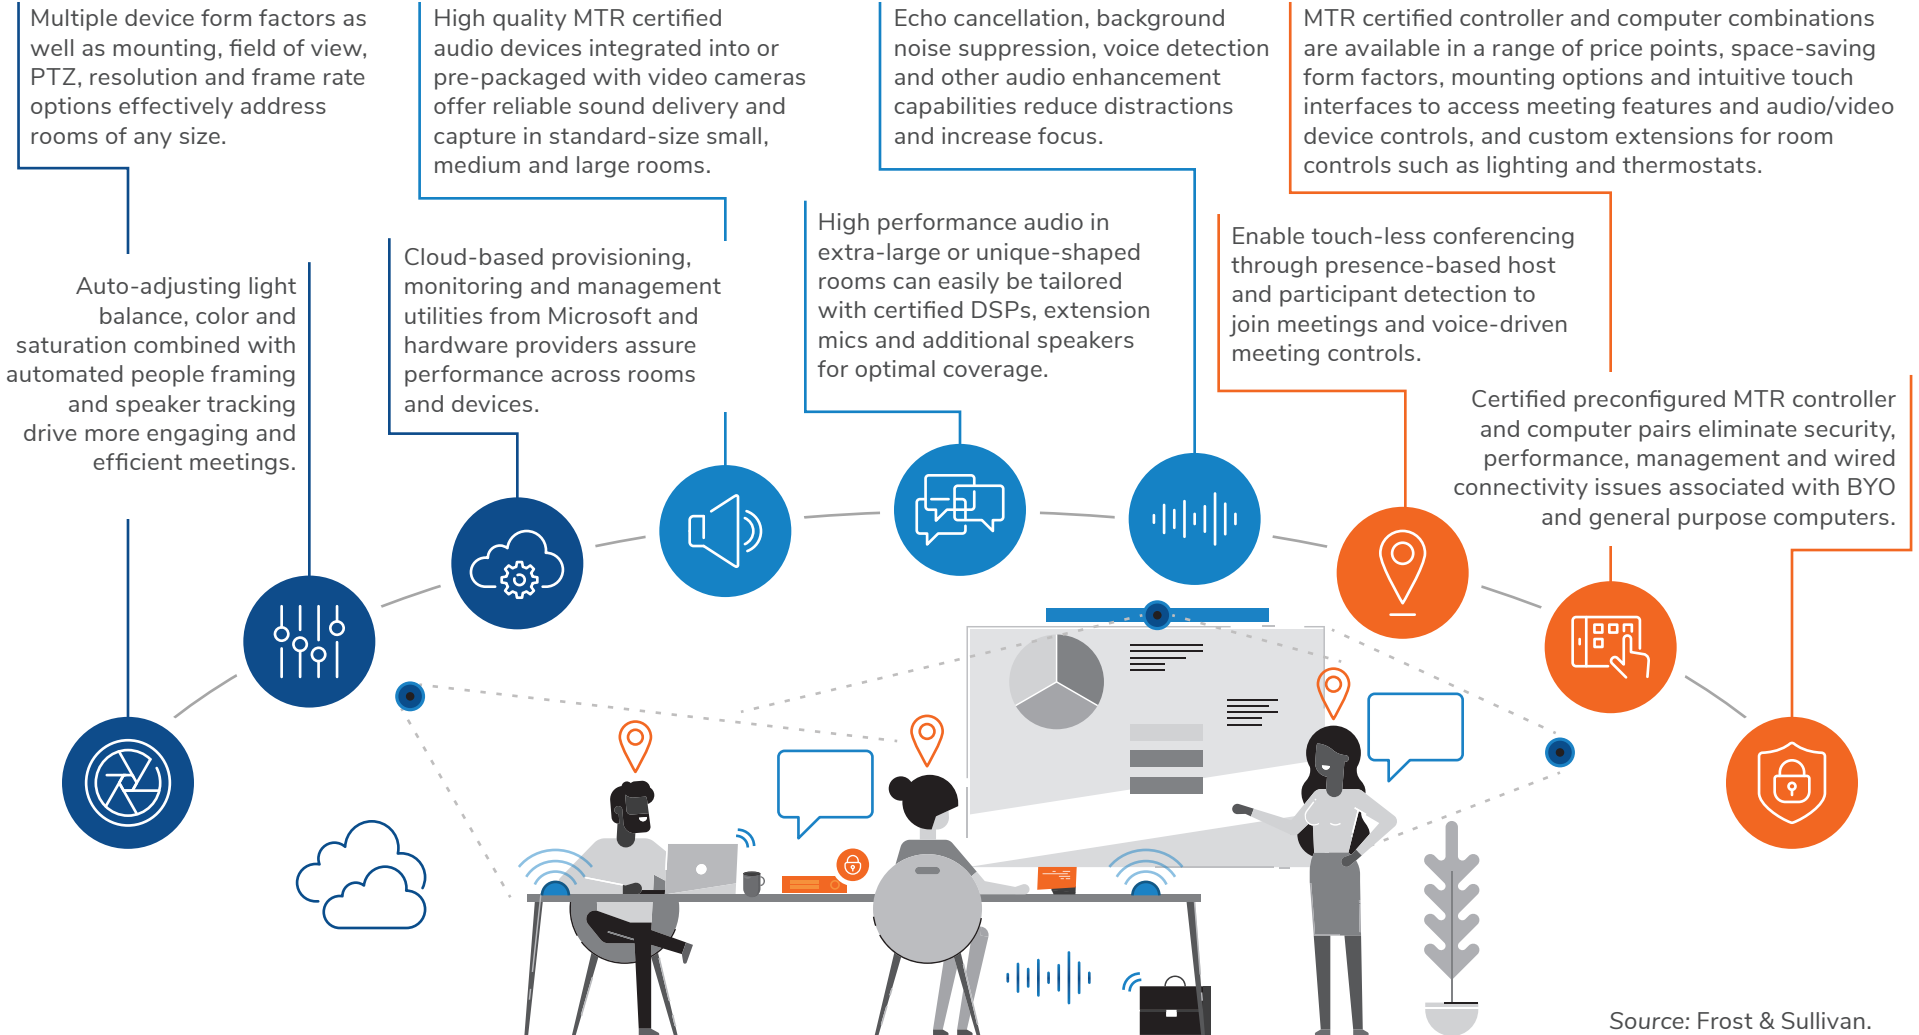 Multiple device form factors as
well as mounting, field of view,
PTZ, resolution and frame rate
options effectively address
rooms of any size.
High quality MTR certified
audio devices integrated into or
pre-packaged with video cameras
offer reliable sound delivery and
capture in standard-size small,
medium and large rooms.
Echo cancellation, background
noise suppression, voice detection
and other audio enhancement
capabilities reduce distractions
and increase focus.
MTR certified controller and computer combinations
are available in a range of price points, space-saving
form factors, mounting options and intuitive touch
interfaces to access meeting features and audio/video
device controls, and custom extensions for room
controls such as lighting and thermostats.
Auto-adjusting light
balance, color and
saturation combined with
automated people framing
and speaker tracking
drive more engaging and
efficient meetings.
Cloud-based provisioning,
monitoring and management
utilities from Microsoft and
hardware providers assure
performance across rooms
and devices.
High performance audio in
extra-large or unique-shaped
rooms can easily be tailored
with certified DSPs, extension
mics and additional speakers
for optimal coverage.
Enable touch-less conferencing
through presence-based host
and participant detection to
join meetings and voice-driven
meeting controls.
Certified preconfigured MTR controller
and computer pairs eliminate security,
performance, management and wired
connectivity issues associated with BYO
and general purpose computers.
Source: Frost & Sullivan.